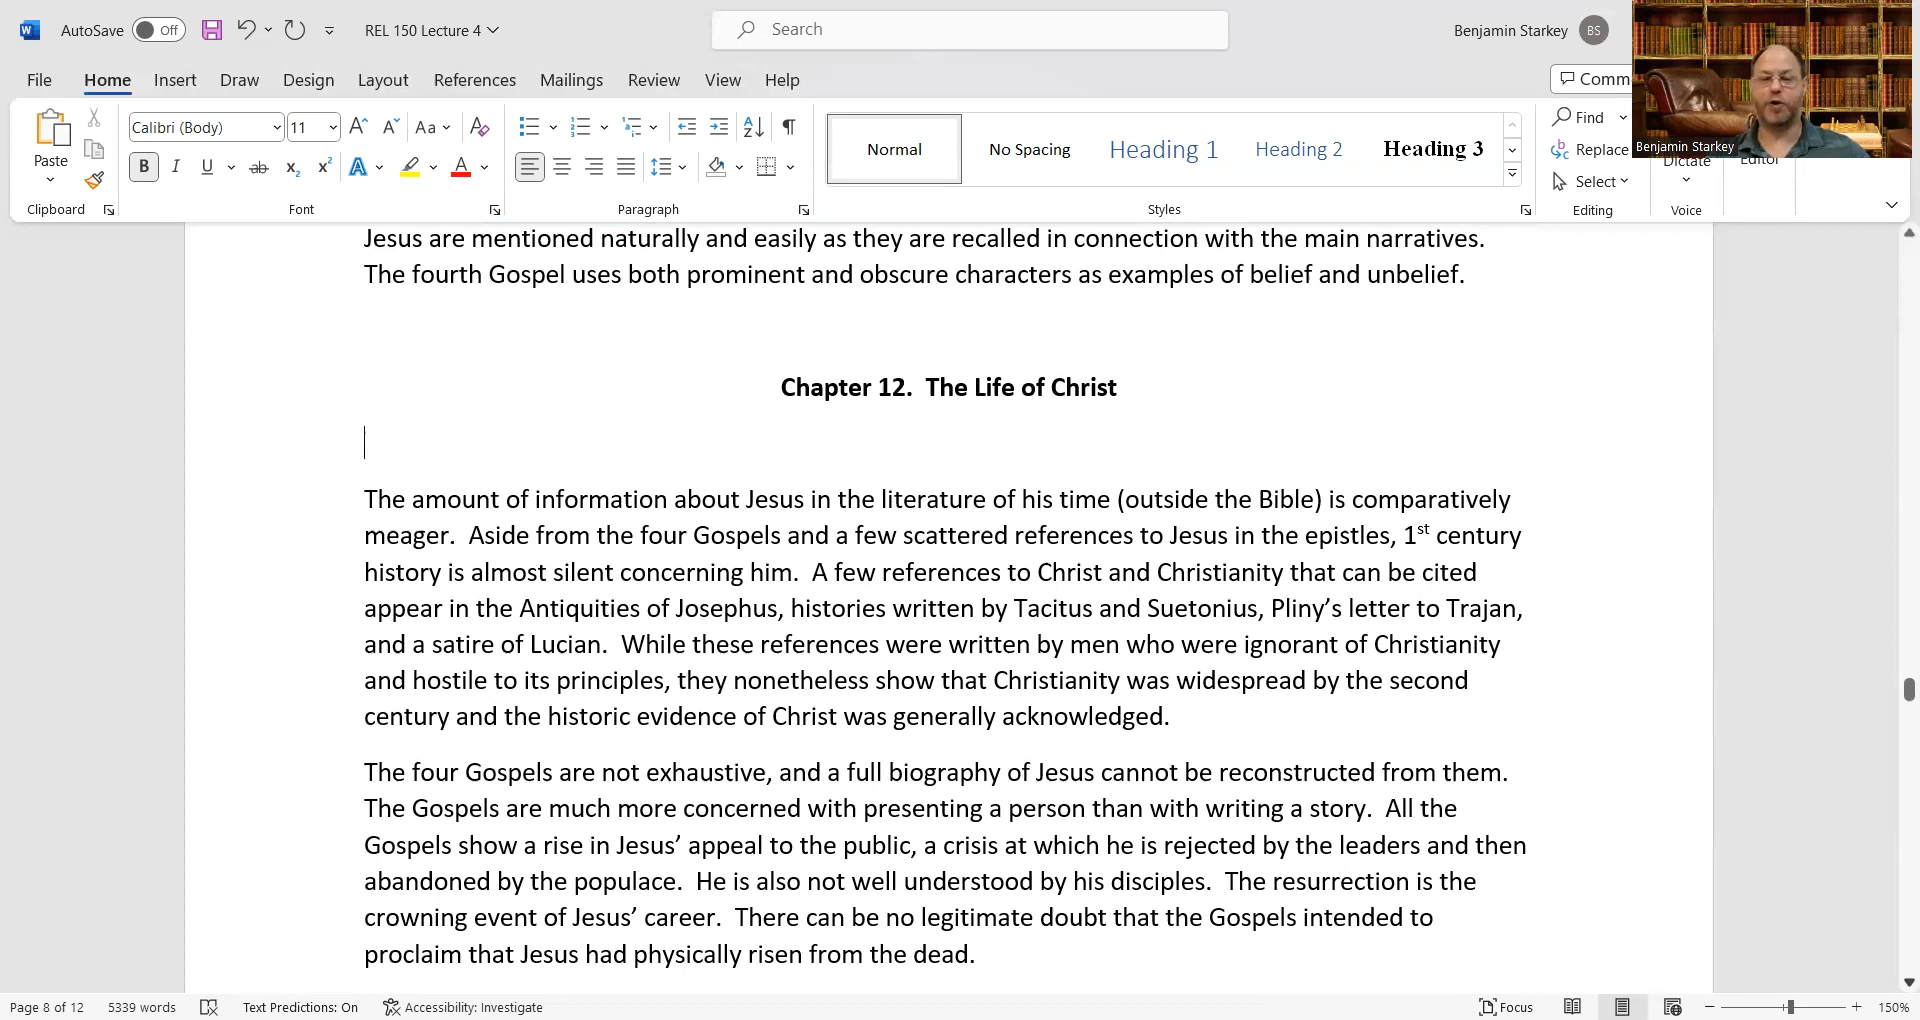 AutoSave Off REL 150 Lecture 4 Search Benjamin Starkey BS
File Home Insert Draw Design Layout References Mailings Review View Help Comm
Calibri (Body) 11 Aa
Paste
B I U ab x₂ x² A A
Normal No Spacing Heading 1 Heading 2 Heading 3
Find
Replace
Select
Benjamin Starkey
Dictate Editor
Clipboard Font Paragraph Styles Editing Voice
Jesus are mentioned naturally and easily as they are recalled in connection with the main narratives.
The fourth Gospel uses both prominent and obscure characters as examples of belief and unbelief.
Chapter 12.  The Life of Christ
The amount of information about Jesus in the literature of his time (outside the Bible) is comparatively
meager.  Aside from the four Gospels and a few scattered references to Jesus in the epistles, 1st century
history is almost silent concerning him.  A few references to Christ and Christianity that can be cited
appear in the Antiquities of Josephus, histories written by Tacitus and Suetonius, Pliny’s letter to Trajan,
and a satire of Lucian.  While these references were written by men who were ignorant of Christianity
and hostile to its principles, they nonetheless show that Christianity was widespread by the second
century and the historic evidence of Christ was generally acknowledged.
The four Gospels are not exhaustive, and a full biography of Jesus cannot be reconstructed from them.
The Gospels are much more concerned with presenting a person than with writing a story.  All the
Gospels show a rise in Jesus’ appeal to the public, a crisis at which he is rejected by the leaders and then
abandoned by the populace.  He is also not well understood by his disciples.  The resurrection is the
crowning event of Jesus’ career.  There can be no legitimate doubt that the Gospels intended to
proclaim that Jesus had physically risen from the dead.
Page 8 of 12 5339 words Text Predictions: On Accessibility: Investigate Focus 150%